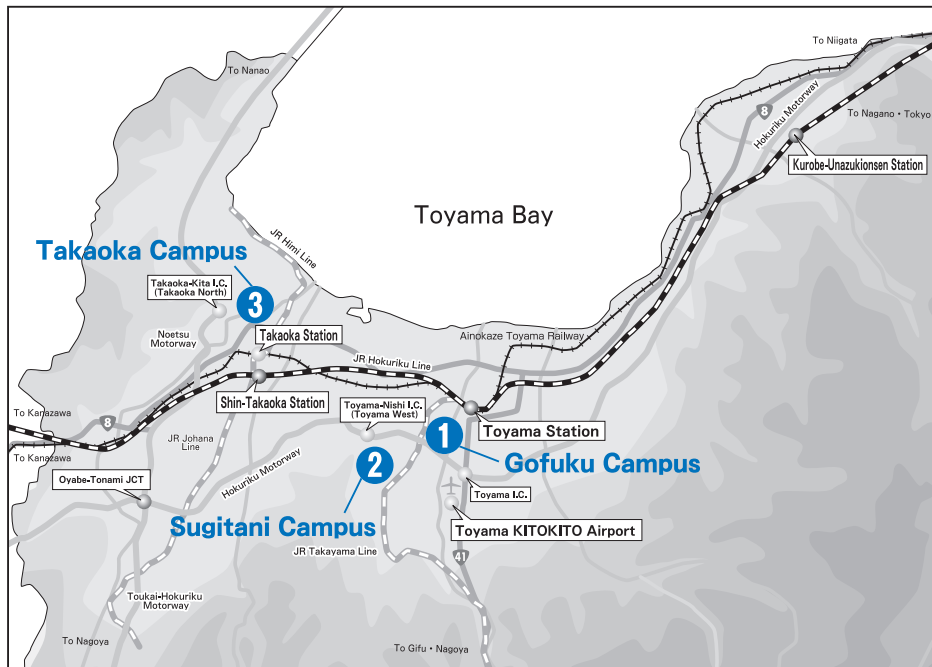 To Niigata
To Nanao
8
Hokuriku Motorway
To Nagano・Tokyo
Kurobe-Unazukionsen Station
Toyama Bay
JR Himi Line
Takaoka Campus
Takaoka-Kita I.C.
(Takaoka North)
3
Noetsu
Motorway
Takaoka Station
Ainokaze Toyama Railway
JR Hokuriku Line
Shin-Takaoka Station
To Kanazawa
8
Toyama-Nishi I.C.
(Toyama West)
Toyama Station
1
JR Johana
Line
To Kanazawa
Hokuriku Motorway
2
Gofuku Campus
Oyabe-Tonami JCT
Toyama I.C.
Sugitani Campus
Toyama KITOKITO Airport
JR Takayama Line
41
Toukai-Hokuriku
Motorway
To Nagoya
To Gifu・Nagoya